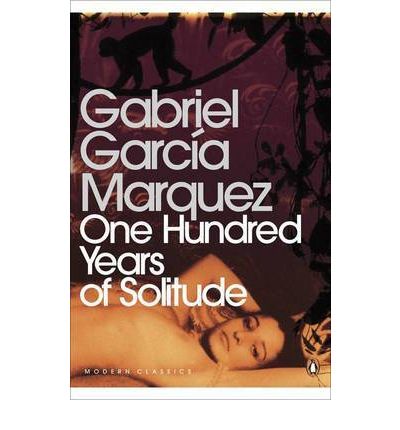 Gabriel
García
Marquez
One Hundred
Years
of Solitude
MODERN CLASSICS